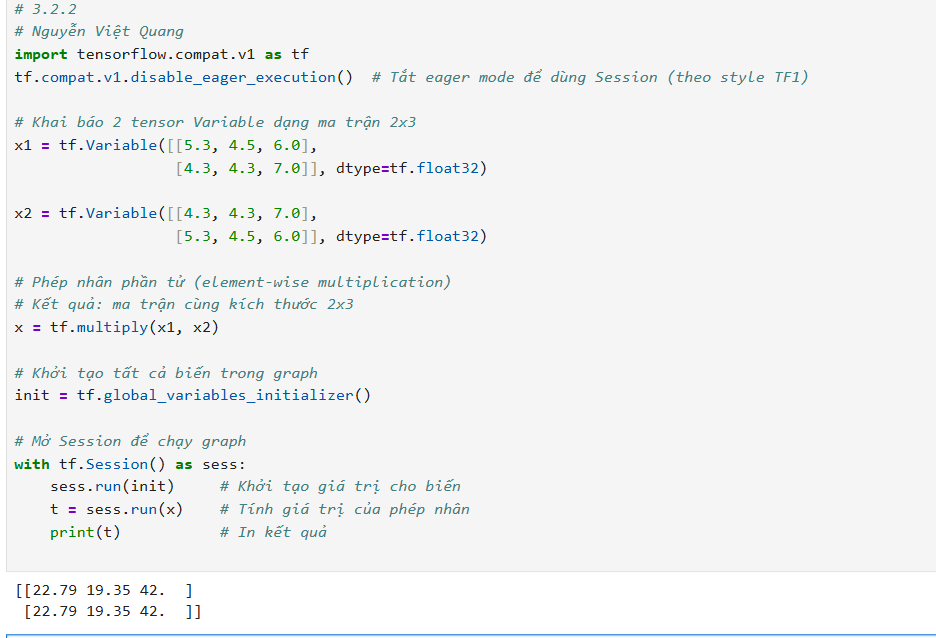 # 3.2.2
# Nguyễn Việt Quang
import tensorflow.compat.v1 as tf
tf.compat.v1.disable_eager_execution()  # Tắt eager mode để dùng Session (theo style TF1)
# Khai báo 2 tensor Variable dạng ma trận 2x3
x1 = tf.Variable([[5.3, 4.5, 6.0],
                  [4.3, 4.3, 7.0]], dtype=tf.float32)
x2 = tf.Variable([[4.3, 4.3, 7.0],
                  [5.3, 4.5, 6.0]], dtype=tf.float32)
# Phép nhân phần tử (element-wise multiplication)
# Kết quả: ma trận cùng kích thước 2x3
x = tf.multiply(x1, x2)
# Khởi tạo tất cả biến trong graph
init = tf.global_variables_initializer()
# Mở Session để chạy graph
with tf.Session() as sess:
    sess.run(init)     # Khởi tạo giá trị cho biến
    t = sess.run(x)    # Tính giá trị của phép nhân
    print(t)           # In kết quả
[[22.79 19.35 42.  ]
 [22.79 19.35 42.  ]]